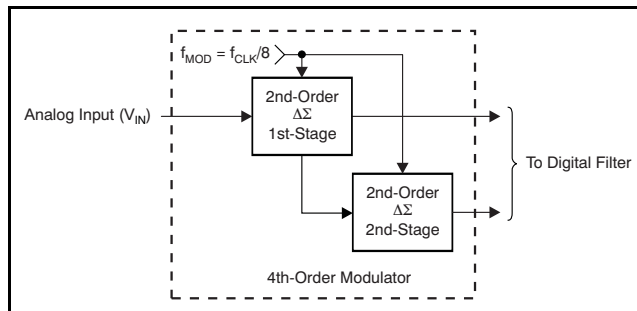 f_MOD = f_CLK/8
2nd-Order
ΔΣ
1st-Stage
Analog Input (V_IN)
To Digital Filter
2nd-Order
ΔΣ
2nd-Stage
4th-Order Modulator